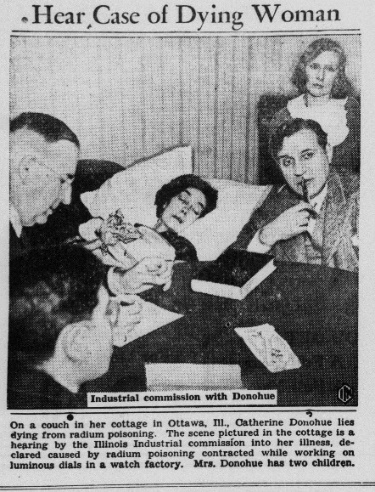 Hear Case of Dying Woman
Industrial commission with Donohue
On a couch in her cottage in Ottawa, Ill., Catherine Donohue lies
dying from radium poisoning. The scene pictured in the cottage is a
hearing by the Illinois Industrial commission into her illness, de-
clared caused by radium poisoning contracted while working on
luminous dials in a watch factory. Mrs. Donohue has two children.